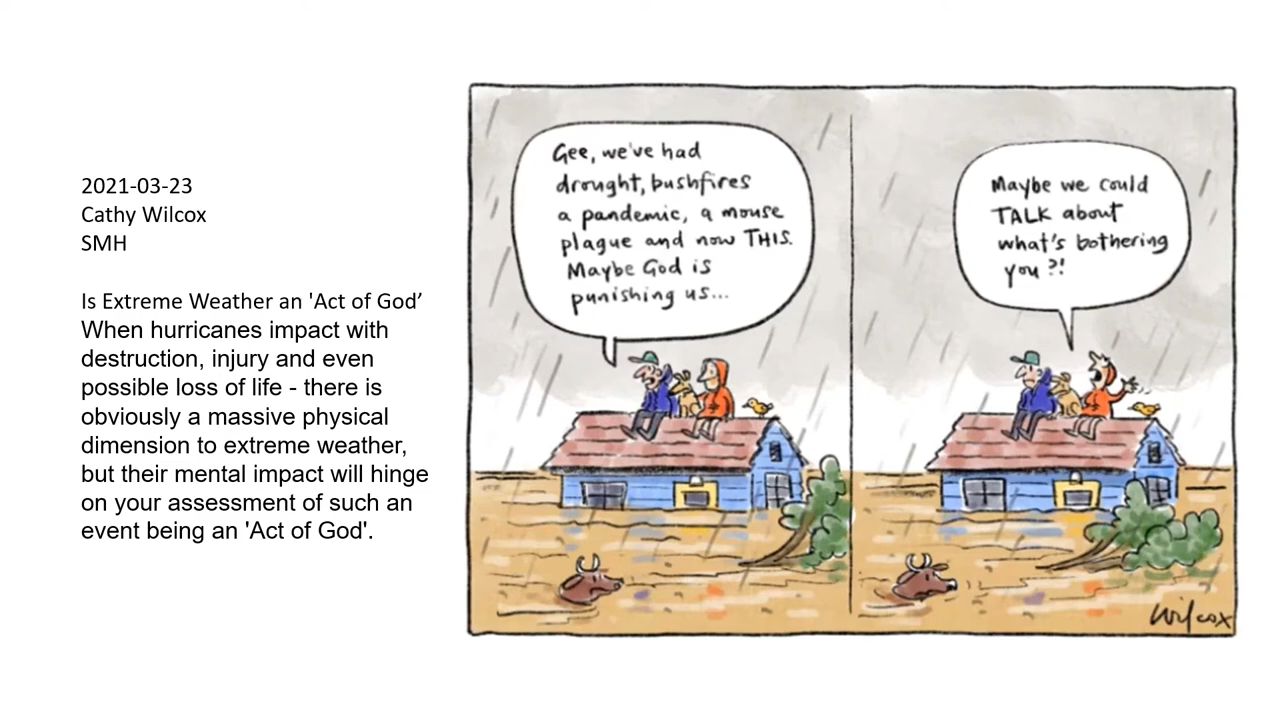 2021-03-23
Cathy Wilcox
SMH
Is Extreme Weather an 'Act of God’
When hurricanes impact with
destruction, injury and even
possible loss of life - there is
obviously a massive physical
dimension to extreme weather,
but their mental impact will hinge
on your assessment of such an
event being an 'Act of God'.
Gee, we've had
drought, bushfires
a pandemic, a mouse
plague and now THIS.
Maybe God is
punishing us...
Maybe we could
TALK about
what's bothering
you?!
Wilcox